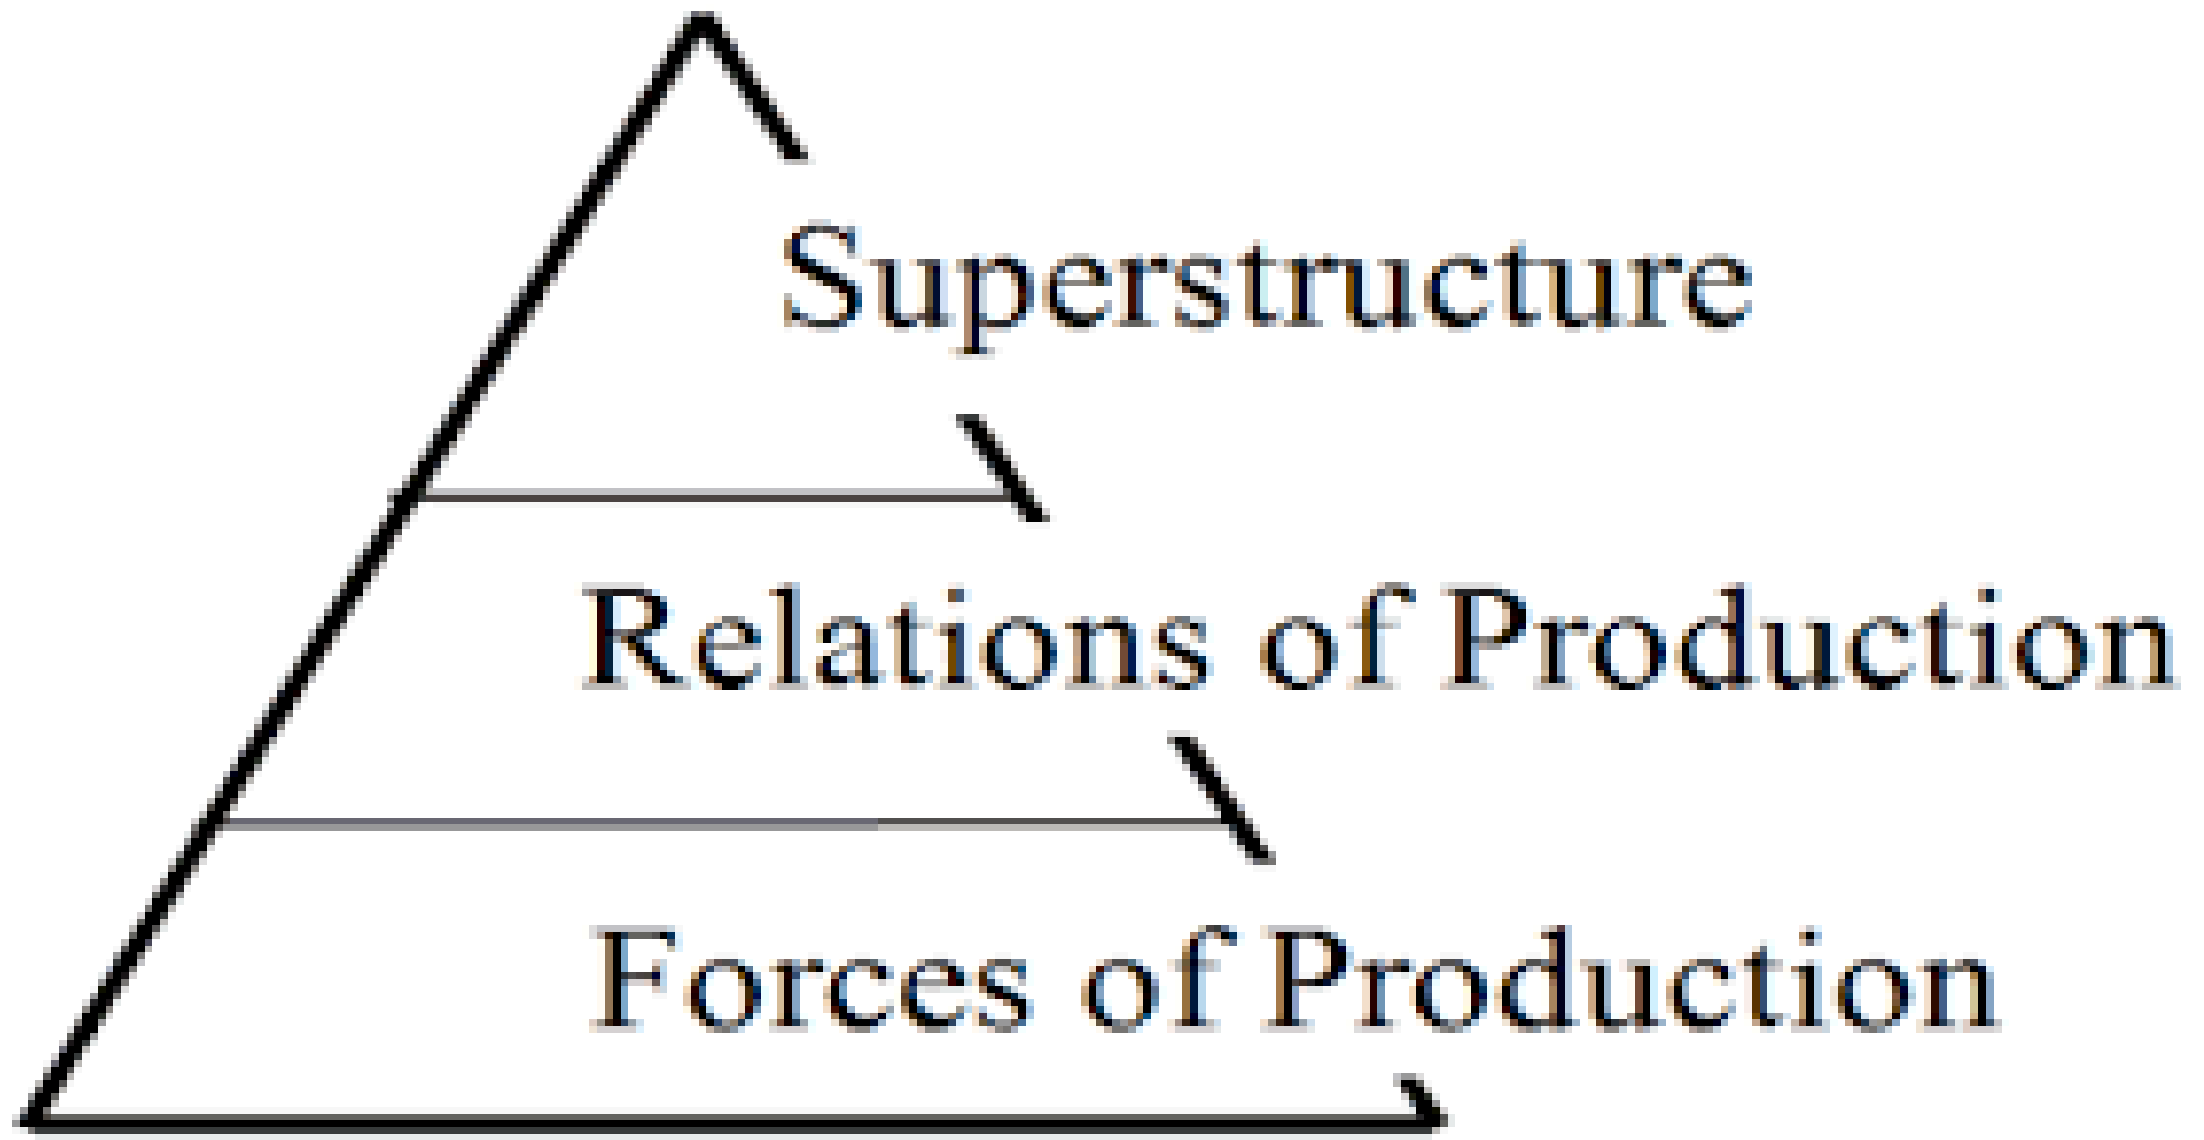 Superstructure
Relations of Production
Forces of Production